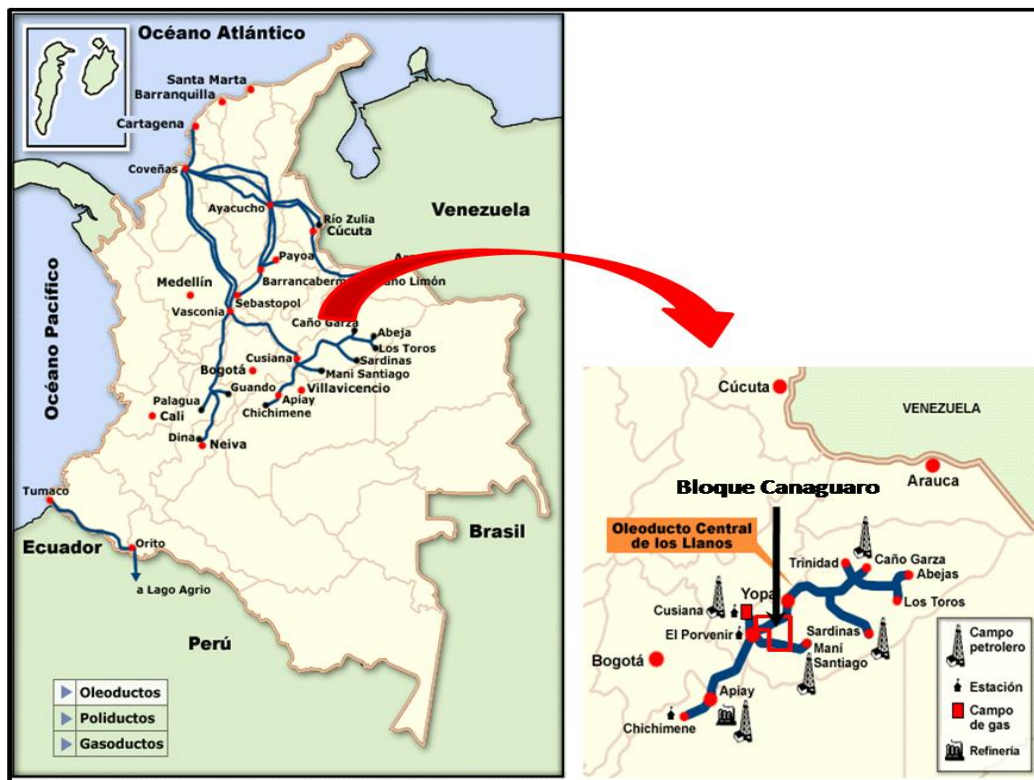 Océano Atlántico
Santa Marta
Barranquilla
Cartagena
Coveñas
Ayacucho
Río Zulia
Cúcuta
Venezuela
Payoa
Medellín
Sebastopol
Vasconia
Caño Garza
Abeja
Los Toros
Sardinas
Cusiana
Mani Santiago
Bogotá
Villavicencio
Guando
Apiay
Palagua
Chichimene
Cali
Dina
Neiva
Océano Pacífico
Tumaco
Ecuador
Orito
a Lago Agrio
Brasil
Perú
Oleoductos
Poliductos
Gasoductos
Cúcuta
VENEZUELA
Arauca
Bloque Canaguaro
Oleoducto Central
de los Llanos
Trinidad
Caño Garza
Abejas
Yopal
Los Toros
Cusiana
El Porvenir
Sardinas
Maní
Santiago
Bogotá
Apiay
Chichimene
Campo
petrolero
Estación
Campo
de gas
Refinería